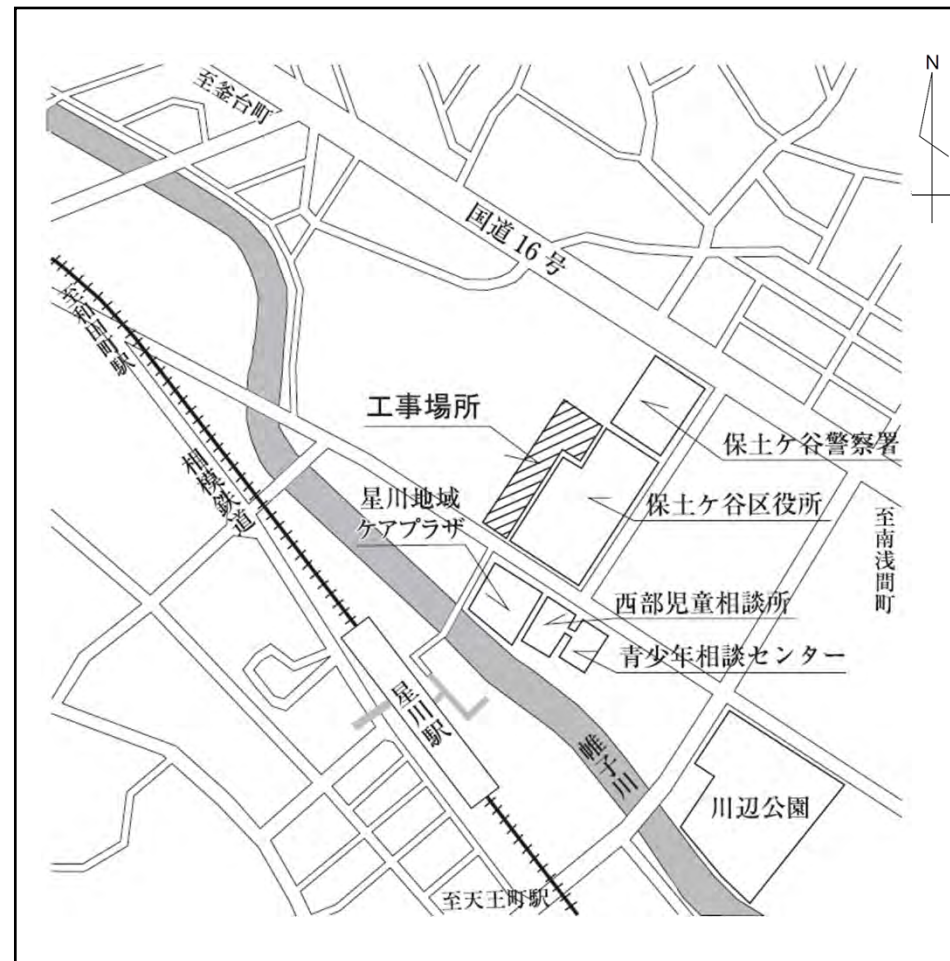 N
至釜台町
国道16号
至和田町駅
工事場所
保土ケ谷警察署
相模鉄道
星川地域
ケアプラザ
保土ケ谷区役所
至南浅間町
西部児童相談所
青少年相談センター
星川駅
帷子川
川辺公園
至天王町駅